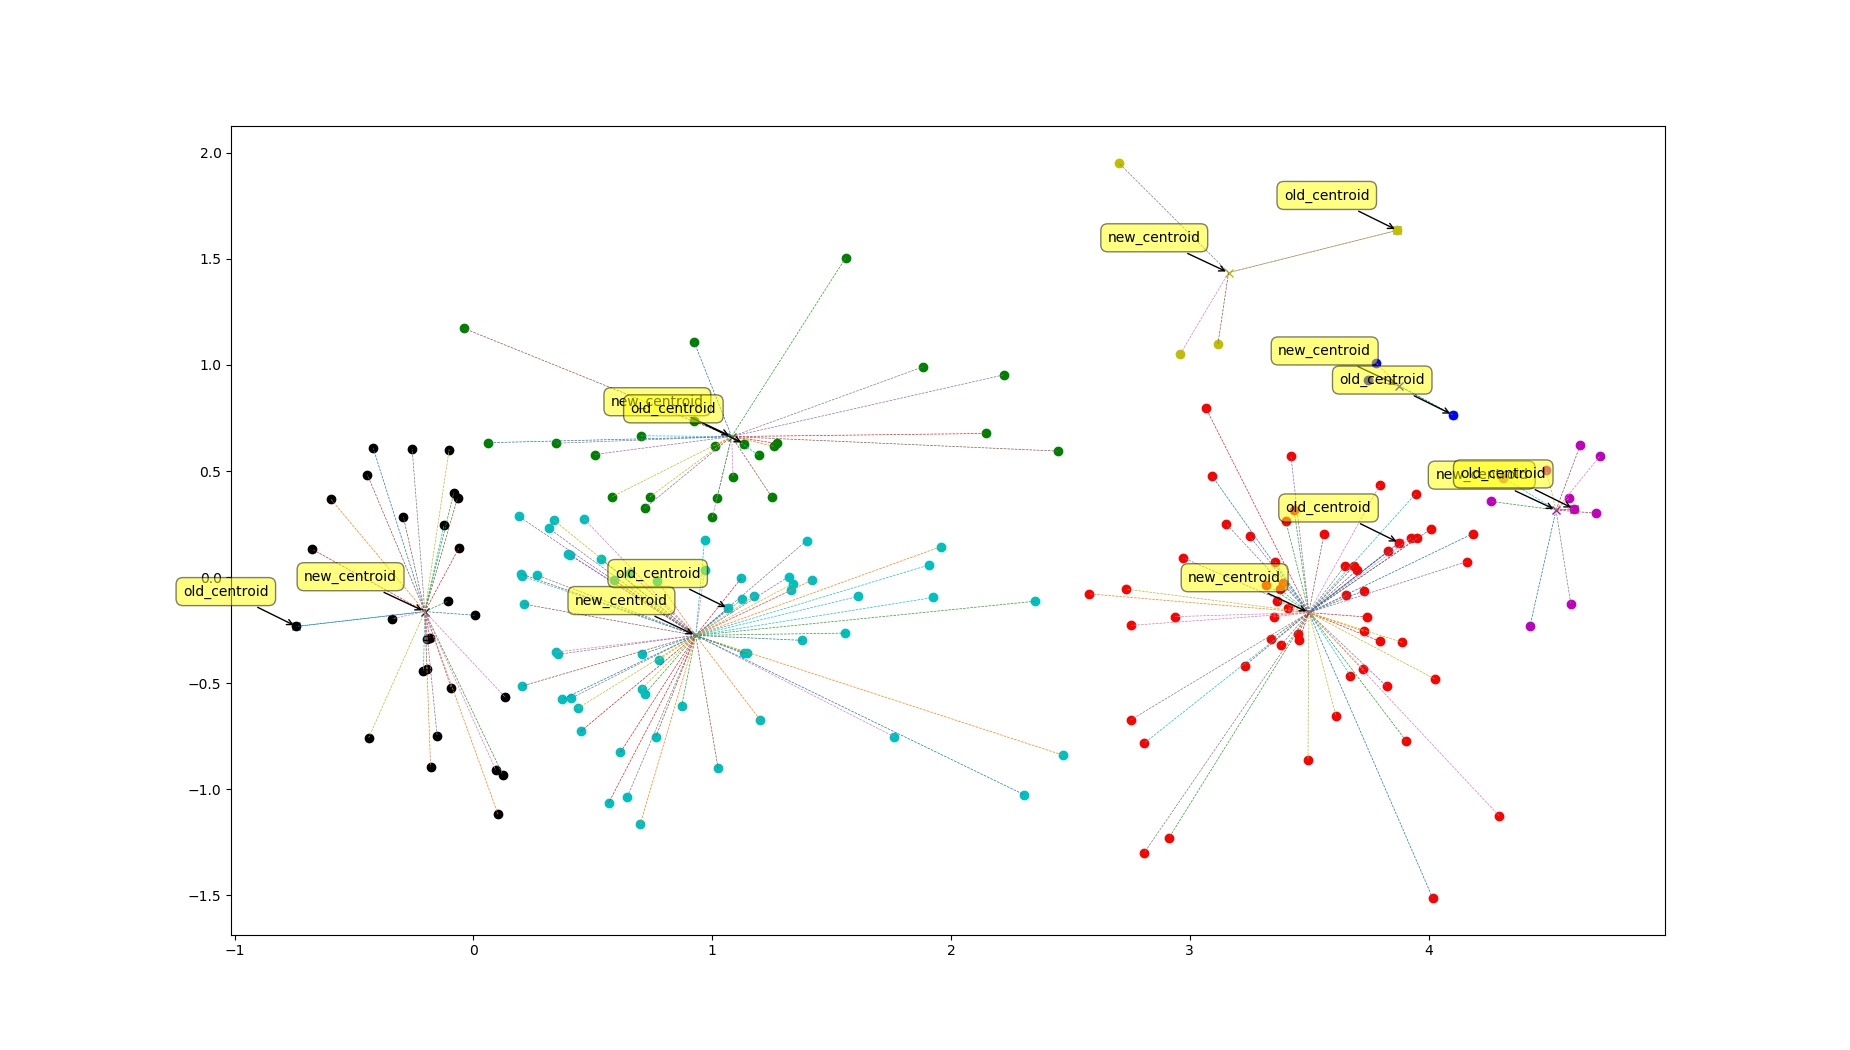 2.0
old_centroid
new_centroid
1.5
new_centroid
1.0
old_centroid
new_centroid
old_centroid
0.5
new_centroid
old_centroid
old_centroid
0.0
new_centroid
old_centroid
new_centroid
old_centroid
new_centroid
−0.5
−1.0
−1.5
−1
0
1
2
3
4